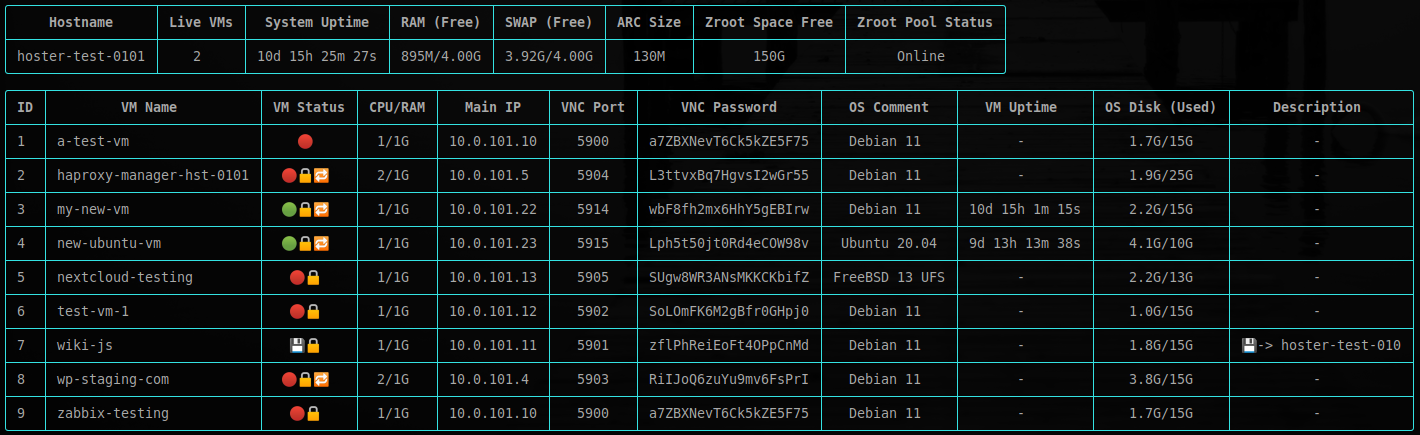 Hostname Live VMs System Uptime RAM (Free) SWAP (Free) ARC Size Zroot Space Free Zroot Pool Status
hoster-test-0101 2 10d 15h 25m 27s 895M/4.00G 3.92G/4.00G 130M 150G Online
ID VM Name VM Status CPU/RAM Main IP VNC Port VNC Password OS Comment VM Uptime OS Disk (Used) Description
1 a-test-vm 🔴 1/1G 10.0.101.10 5900 a7ZBXNevT6Ck5kZE5F75 Debian 11 - 1.7G/15G -
2 haproxy-manager-hst-0101 🔴🔒🔁 2/1G 10.0.101.5 5904 L3ttvxBq7HgvsI2wGr55 Debian 11 - 1.9G/25G -
3 my-new-vm 🟢🔒🔁 1/1G 10.0.101.22 5914 wbF8fh2mx6HhY5gEBIrw Debian 11 10d 15h 1m 15s 2.2G/15G -
4 new-ubuntu-vm 🟢🔒🔁 1/1G 10.0.101.23 5915 Lph5t50jt0Rd4eCOW98v Ubuntu 20.04 9d 13h 13m 38s 4.1G/10G -
5 nextcloud-testing 🔴🔒 1/1G 10.0.101.13 5905 SUgw8WR3ANsMKKCKbifZ FreeBSD 13 UFS - 2.2G/13G -
6 test-vm-1 🔴🔒 1/1G 10.0.101.12 5902 SoLOmFK6M2gBfr0GHpj0 Debian 11 - 1.0G/15G -
7 wiki-js 💾🔒 1/1G 10.0.101.11 5901 zflPhReiEoFt4OPpCnMd Debian 11 - 1.8G/15G 💾-> hoster-test-010
8 wp-staging-com 🔴🔒🔁 2/1G 10.0.101.4 5903 RiIJoQ6zuYu9mv6FsPrI Debian 11 - 3.8G/15G -
9 zabbix-testing 🔴🔒 1/1G 10.0.101.10 5900 a7ZBXNevT6Ck5kZE5F75 Debian 11 - 1.7G/15G -